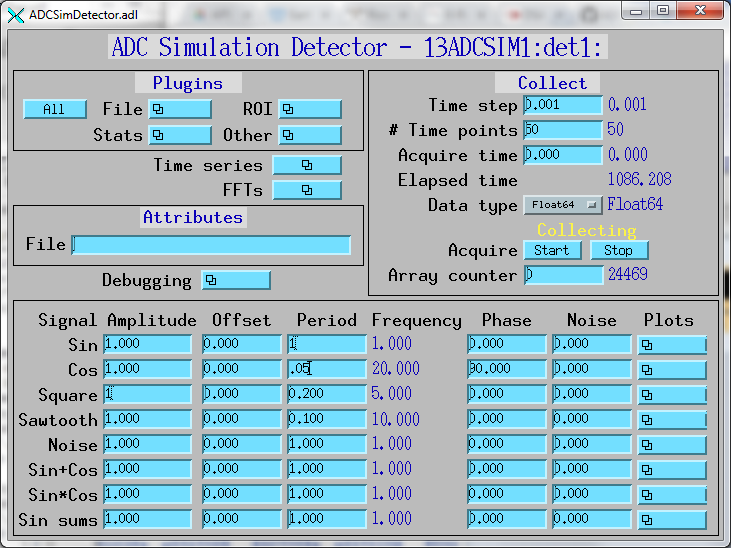 ADCSimDetector.adl
ADC Simulation Detector - 13ADCSIM1:det1:
Plugins
All File ROI
Stats Other
Time series
FFTs
Attributes
File
Debugging
Collect
Time step 0.001 0.001
# Time points 50 50
Acquire time 0.000 0.000
Elapsed time 1086.208
Data type Float64 Float64
Collecting
Acquire Start Stop
Array counter 0 24469
Signal Amplitude Offset Period Frequency Phase Noise Plots
Sin 1.000 0.000 1 1.000 0.000 0.000
Cos 1.000 0.000 .05 20.000 90.000 0.000
Square 1 0.000 0.200 5.000 0.000 0.000
Sawtooth 1.000 0.000 0.100 10.000 0.000 0.000
Noise 1.000 0.000 1.000 1.000 0.000 0.000
Sin+Cos 1.000 0.000 1.000 1.000 0.000 0.000
Sin*Cos 1.000 0.000 1.000 1.000 0.000 0.000
Sin sums 1.000 0.000 1.000 1.000 0.000 0.000